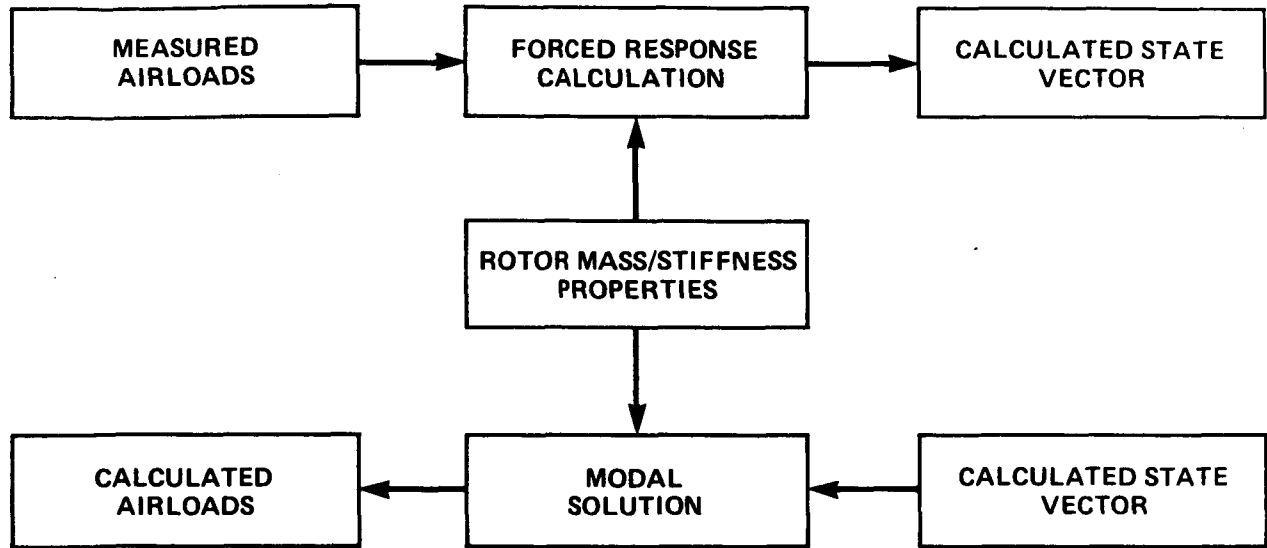 MEASURED
AIRLOADS
FORCED RESPONSE
CALCULATION
CALCULATED STATE
VECTOR
ROTOR MASS/STIFFNESS
PROPERTIES
CALCULATED
AIRLOADS
MODAL
SOLUTION
CALCULATED STATE
VECTOR